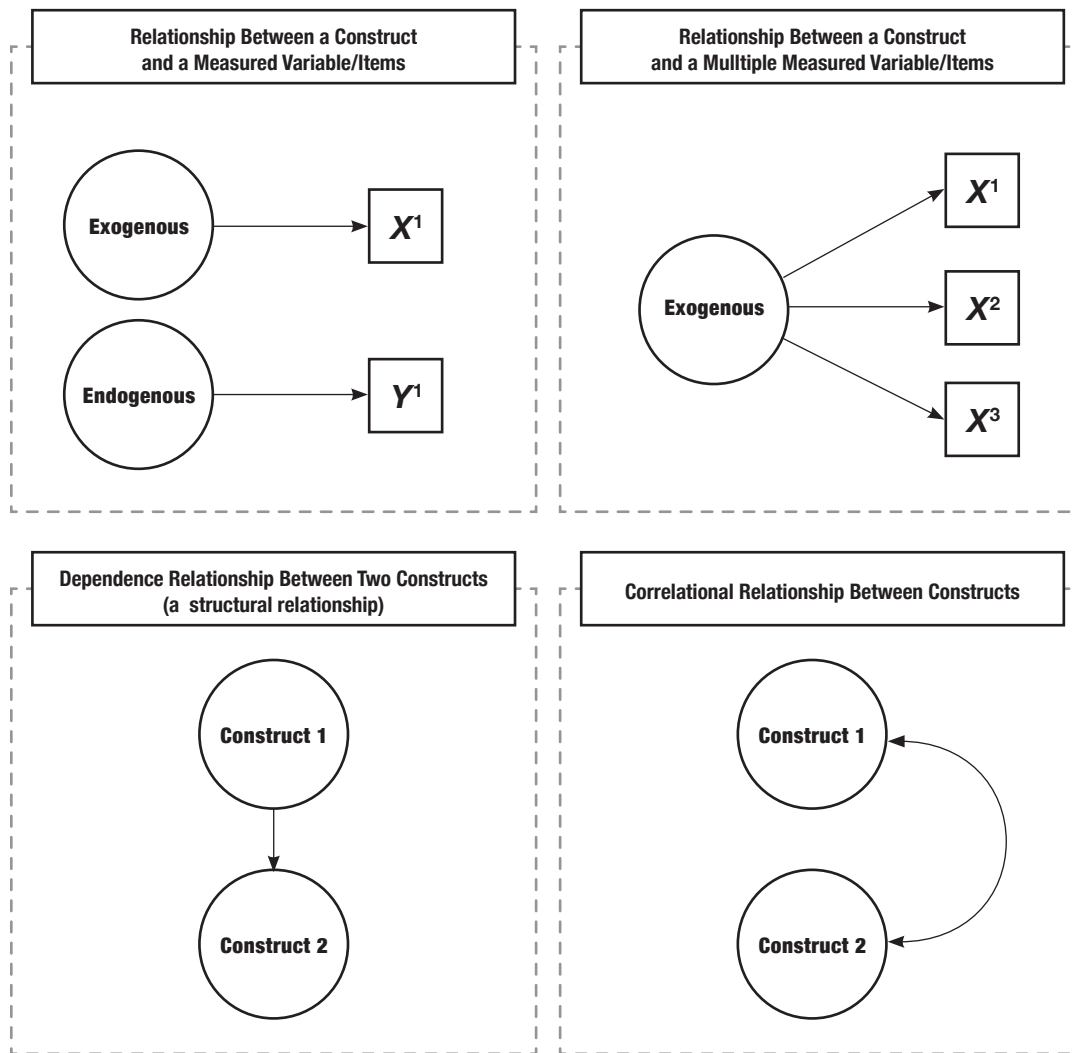 Relationship Between a Construct
and a Measured Variable/Items
Exogenous
X¹
Endogenous
Y¹
Relationship Between a Construct
and a Mulltiple Measured Variable/Items
Exogenous
X¹
X²
X³
Dependence Relationship Between Two Constructs
(a structural relationship)
Construct 1
Construct 2
Correlational Relationship Between Constructs
Construct 1
Construct 2